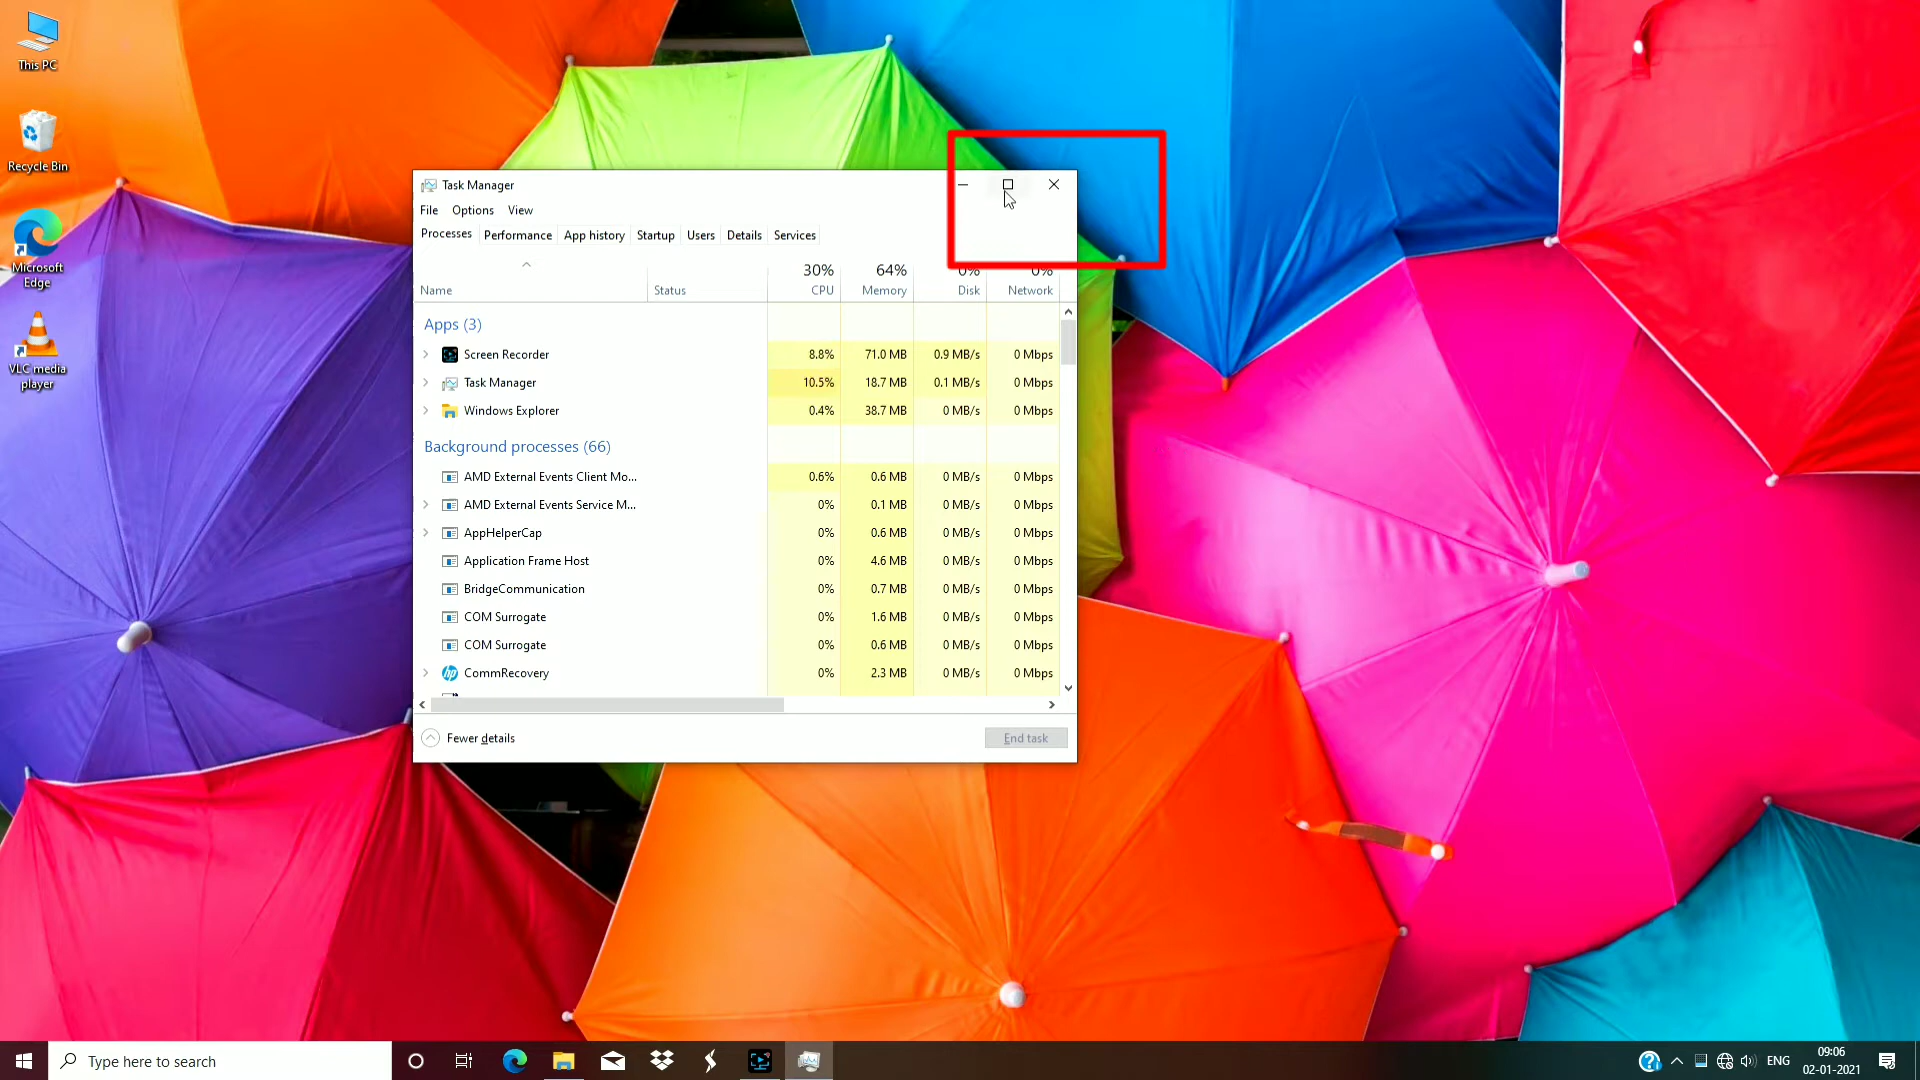 This PC
Recycle Bin
Microsoft
Edge
VLC media
player
Task Manager
File Options View
Processes Performance App history Startup Users Details Services
30% 64% 0% 0%
Name Status CPU Memory Disk Network
Apps (3)
Screen Recorder 8.8% 71.0 MB 0.9 MB/s 0 Mbps
Task Manager 10.5% 18.7 MB 0.1 MB/s 0 Mbps
Windows Explorer 0.4% 38.7 MB 0 MB/s 0 Mbps
Background processes (66)
AMD External Events Client Mo... 0.6% 0.6 MB 0 MB/s 0 Mbps
AMD External Events Service M... 0% 0.1 MB 0 MB/s 0 Mbps
AppHelperCap 0% 0.6 MB 0 MB/s 0 Mbps
Application Frame Host 0% 4.6 MB 0 MB/s 0 Mbps
BridgeCommunication 0% 0.7 MB 0 MB/s 0 Mbps
COM Surrogate 0% 1.6 MB 0 MB/s 0 Mbps
COM Surrogate 0% 0.6 MB 0 MB/s 0 Mbps
CommRecovery 0% 2.3 MB 0 MB/s 0 Mbps
Fewer details End task
Type here to search
ENG
09:06
02-01-2021